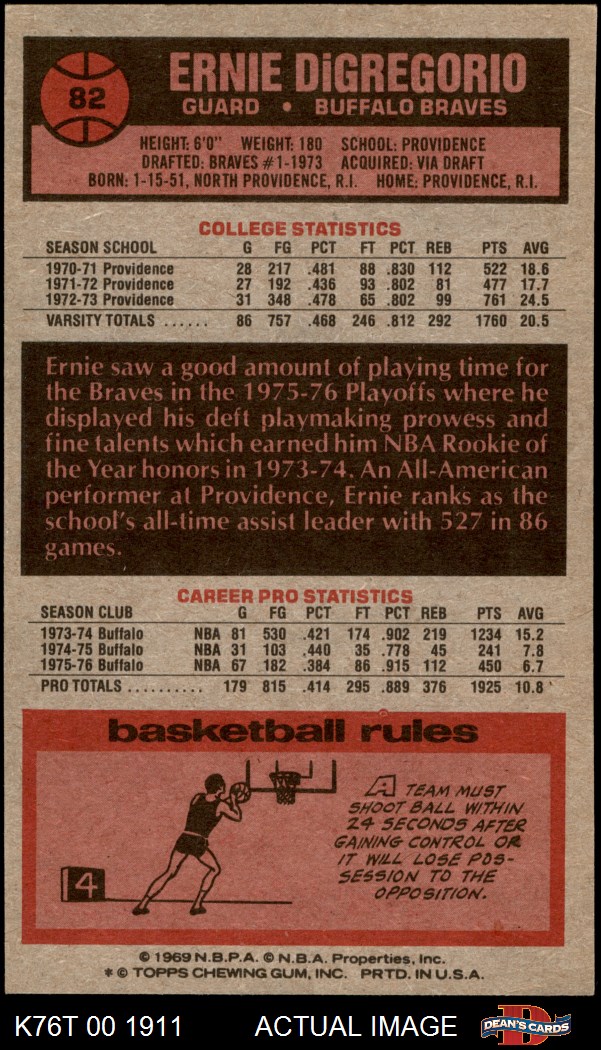 82
ERNIE DiGREGORIO
GUARD • BUFFALO BRAVES
HEIGHT: 6'0" WEIGHT: 180 SCHOOL: PROVIDENCE
DRAFTED: BRAVES #1-1973 ACQUIRED: VIA DRAFT
BORN: 1-15-51, NORTH PROVIDENCE, R.I. HOME: PROVIDENCE, R.I.
COLLEGE STATISTICS
SEASON SCHOOL G FG PCT FT PCT REB PTS AVG
1970-71 Providence 28 217 .481 88 .830 112 522 18.6
1971-72 Providence 27 192 .436 93 .802 81 477 17.7
1972-73 Providence 31 348 .478 65 .802 99 761 24.5
VARSITY TOTALS ...... 86 757 .468 246 .812 292 1760 20.5
Ernie saw a good amount of playing time for
the Braves in the 1975-76 Playoffs where he
displayed his deft playmaking prowess and
fine talents which earned him NBA Rookie of
the Year honors in 1973-74. An All-American
performer at Providence, Ernie ranks as the
school's all-time assist leader with 527 in 86
games.
CAREER PRO STATISTICS
SEASON CLUB G FG PCT FT PCT REB PTS AVG
1973-74 Buffalo NBA 81 530 .421 174 .902 219 1234 15.2
1974-75 Buffalo NBA 31 103 .440 35 .778 45 241 7.8
1975-76 Buffalo NBA 67 182 .384 86 .915 112 450 6.7
PRO TOTALS .......... 179 815 .414 295 .889 376 1925 10.8
basketball rules
A TEAM MUST
SHOOT BALL WITHIN
24 SECONDS AFTER
GAINING CONTROL OR
IT WILL LOSE POS-
SESSION TO THE
OPPOSITION.
4
© 1969 N.B.P.A. © N.B.A. Properties, Inc.
* © TOPPS CHEWING GUM, INC. PRTD. IN U.S.A.
K76T 00 1911 ACTUAL IMAGE
D
DEAN'S CARDS